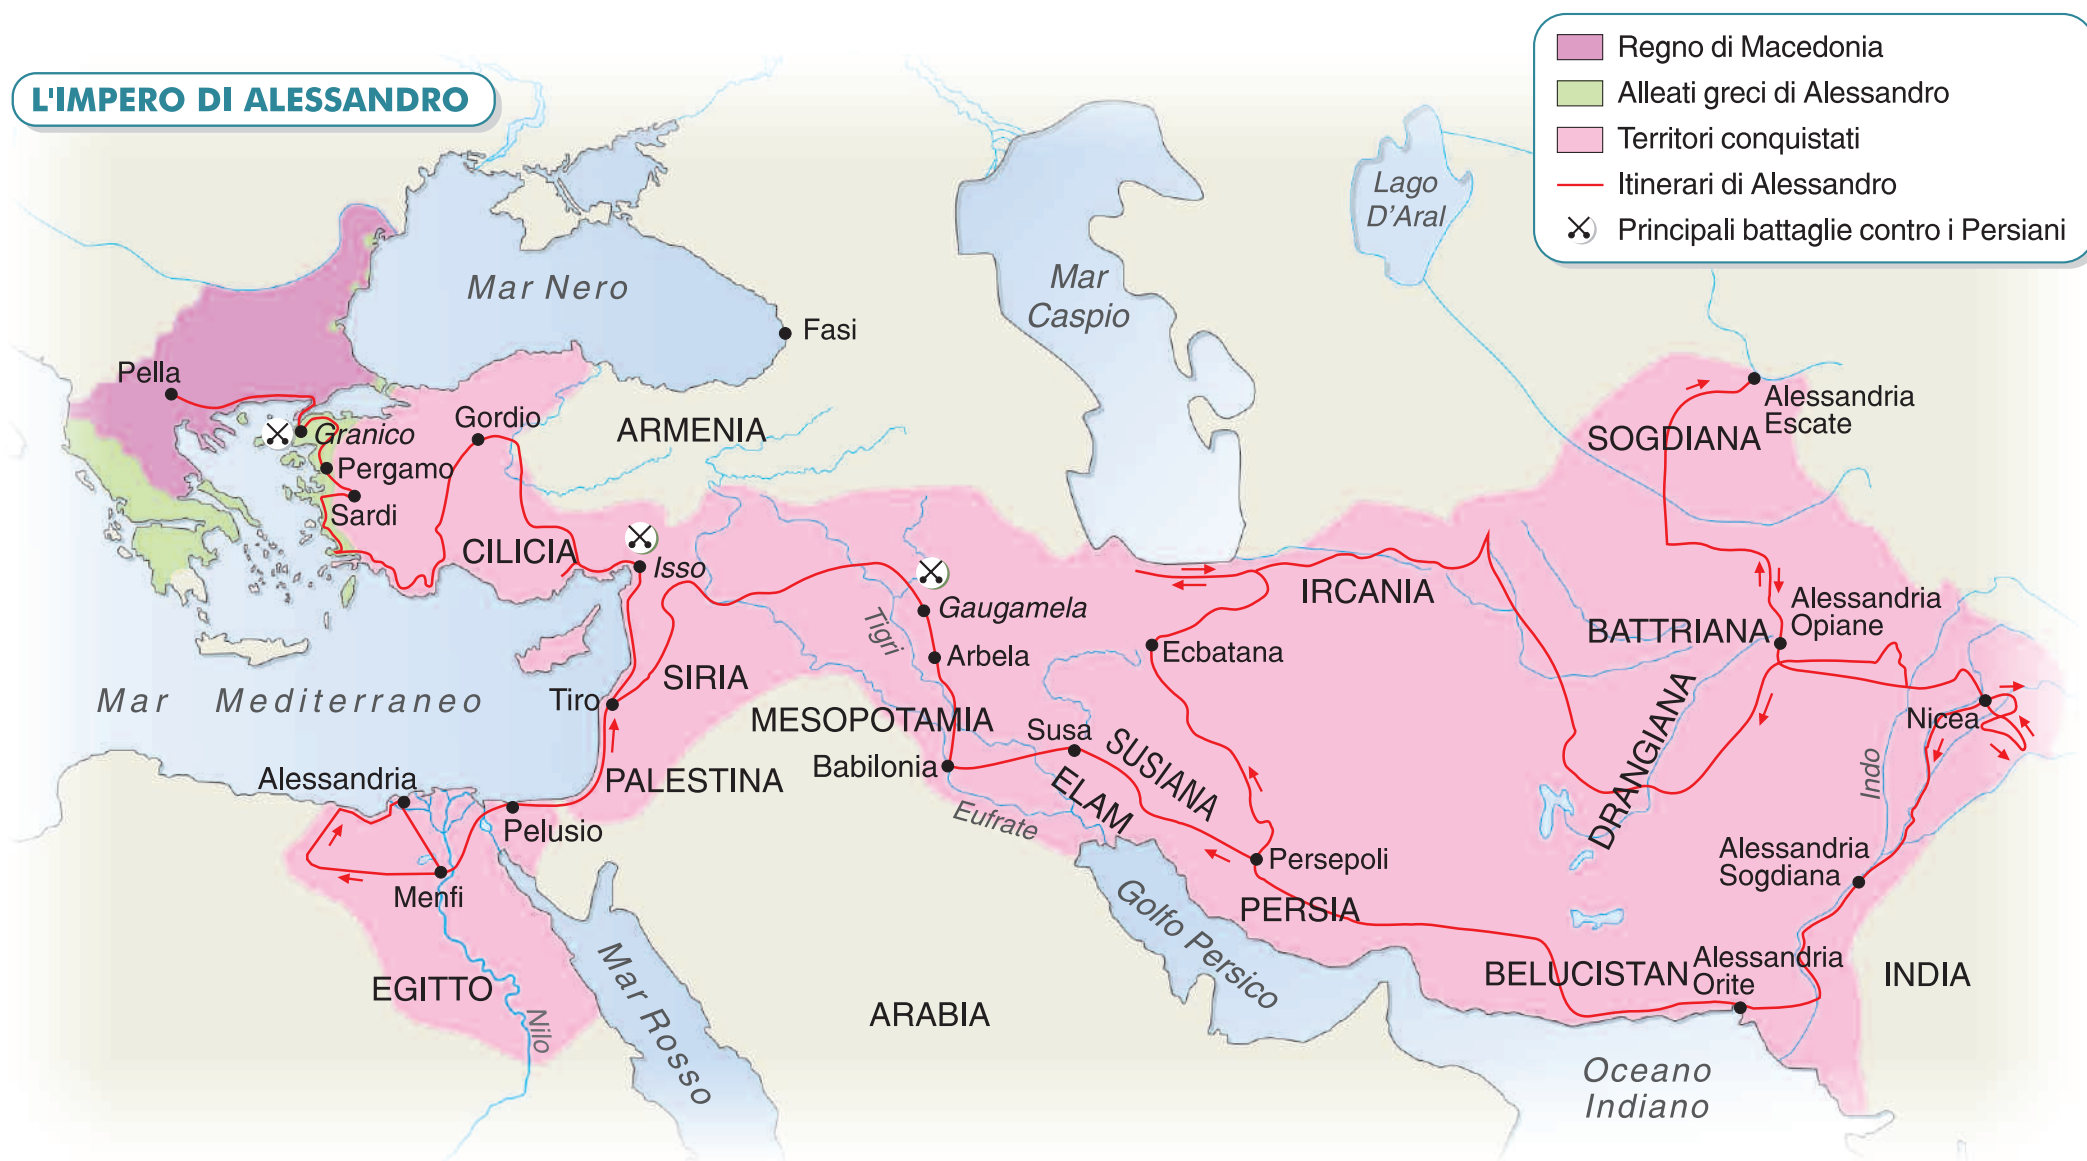 L'IMPERO DI ALESSANDRO
Regno di Macedonia
Alleati greci di Alessandro
Territori conquistati
Itinerari di Alessandro
Principali battaglie contro i Persiani
Lago
D'Aral
Mar Nero
Mar
Caspio
Fasi
Pella
Gordio
ARMENIA
Granico
Pergamo
Sardi
CILICIA
Isso
Alessandria
Escate
SOGDIANA
IRCANIA
Gaugamela
Tigri
Arbela
Ecbatana
Alessandria
Opiane
BATTRIANA
SIRIA
Tiro
Mar Mediterraneo
MESOPOTAMIA
Susa
SUSIANA
DRANGIANA
Nicea
Indo
Babilonia
ELAM
Eufrate
PALESTINA
Alessandria
Pelusio
Menfi
Persepoli
Alessandria
Sogdiana
PERSIA
Golfo Persico
EGITTO
Nilo
Mar Rosso
ARABIA
BELUCISTAN
Alessandria
Orite
INDIA
Oceano
Indiano